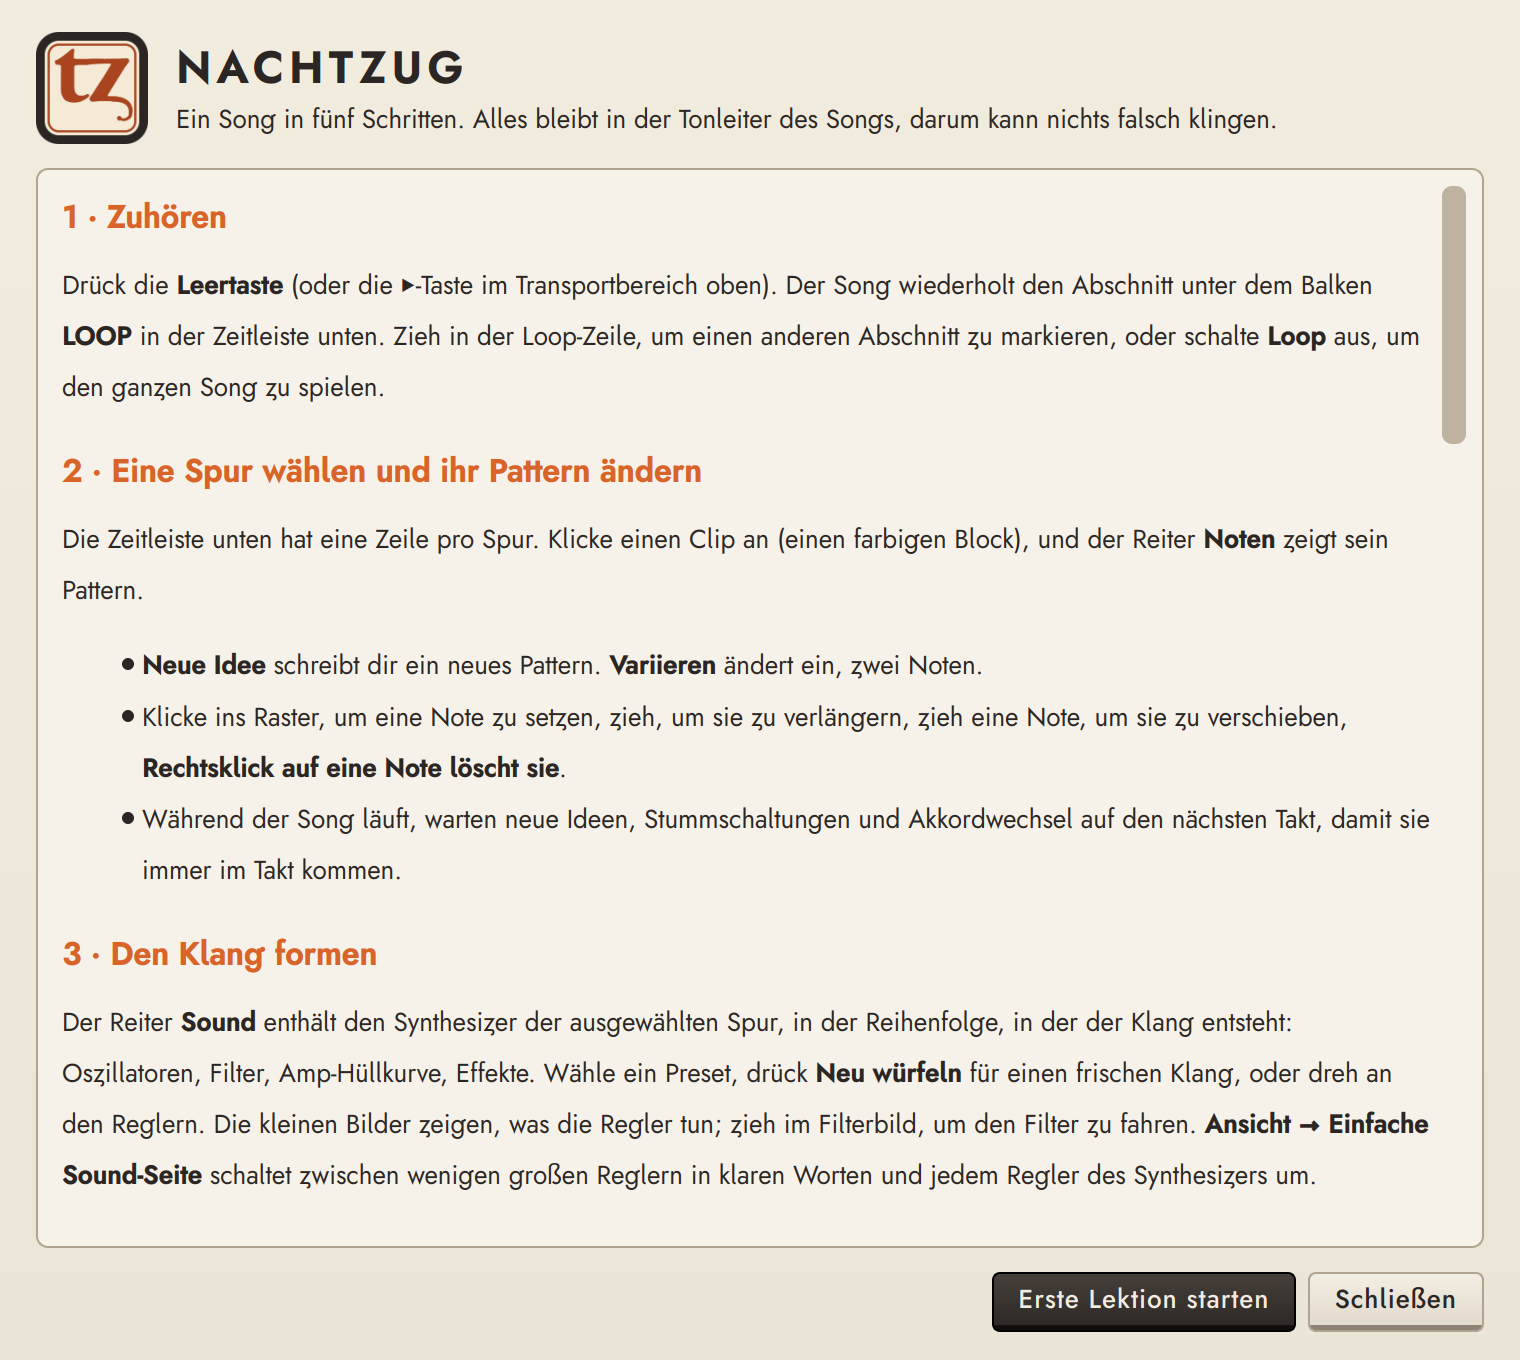 tz
NACHTZUG
Ein Song in fünf Schritten. Alles bleibt in der Tonleiter des Songs, darum kann nichts falsch klingen.
1 · Zuhören
Drück die Leertaste (oder die ▶-Taste im Transportbereich oben). Der Song wiederholt den Abschnitt unter dem Balken
LOOP in der Zeitleiste unten. Zieh in der Loop-Zeile, um einen anderen Abschnitt zu markieren, oder schalte Loop aus, um
den ganzen Song zu spielen.
2 · Eine Spur wählen und ihr Pattern ändern
Die Zeitleiste unten hat eine Zeile pro Spur. Klicke einen Clip an (einen farbigen Block), und der Reiter Noten zeigt sein
Pattern.
● Neue Idee schreibt dir ein neues Pattern. Variieren ändert ein, zwei Noten.
● Klicke ins Raster, um eine Note zu setzen, zieh, um sie zu verlängern, zieh eine Note, um sie zu verschieben,
Rechtsklick auf eine Note löscht sie.
● Während der Song läuft, warten neue Ideen, Stummschaltungen und Akkordwechsel auf den nächsten Takt, damit sie
immer im Takt kommen.
3 · Den Klang formen
Der Reiter Sound enthält den Synthesizer der ausgewählten Spur, in der Reihenfolge, in der der Klang entsteht:
Oszillatoren, Filter, Amp-Hüllkurve, Effekte. Wähle ein Preset, drück Neu würfeln für einen frischen Klang, oder dreh an
den Reglern. Die kleinen Bilder zeigen, was die Regler tun; zieh im Filterbild, um den Filter zu fahren. Ansicht → Einfache
Sound-Seite schaltet zwischen wenigen großen Reglern in klaren Worten und jedem Regler des Synthesizers um.
Erste Lektion starten
Schließen